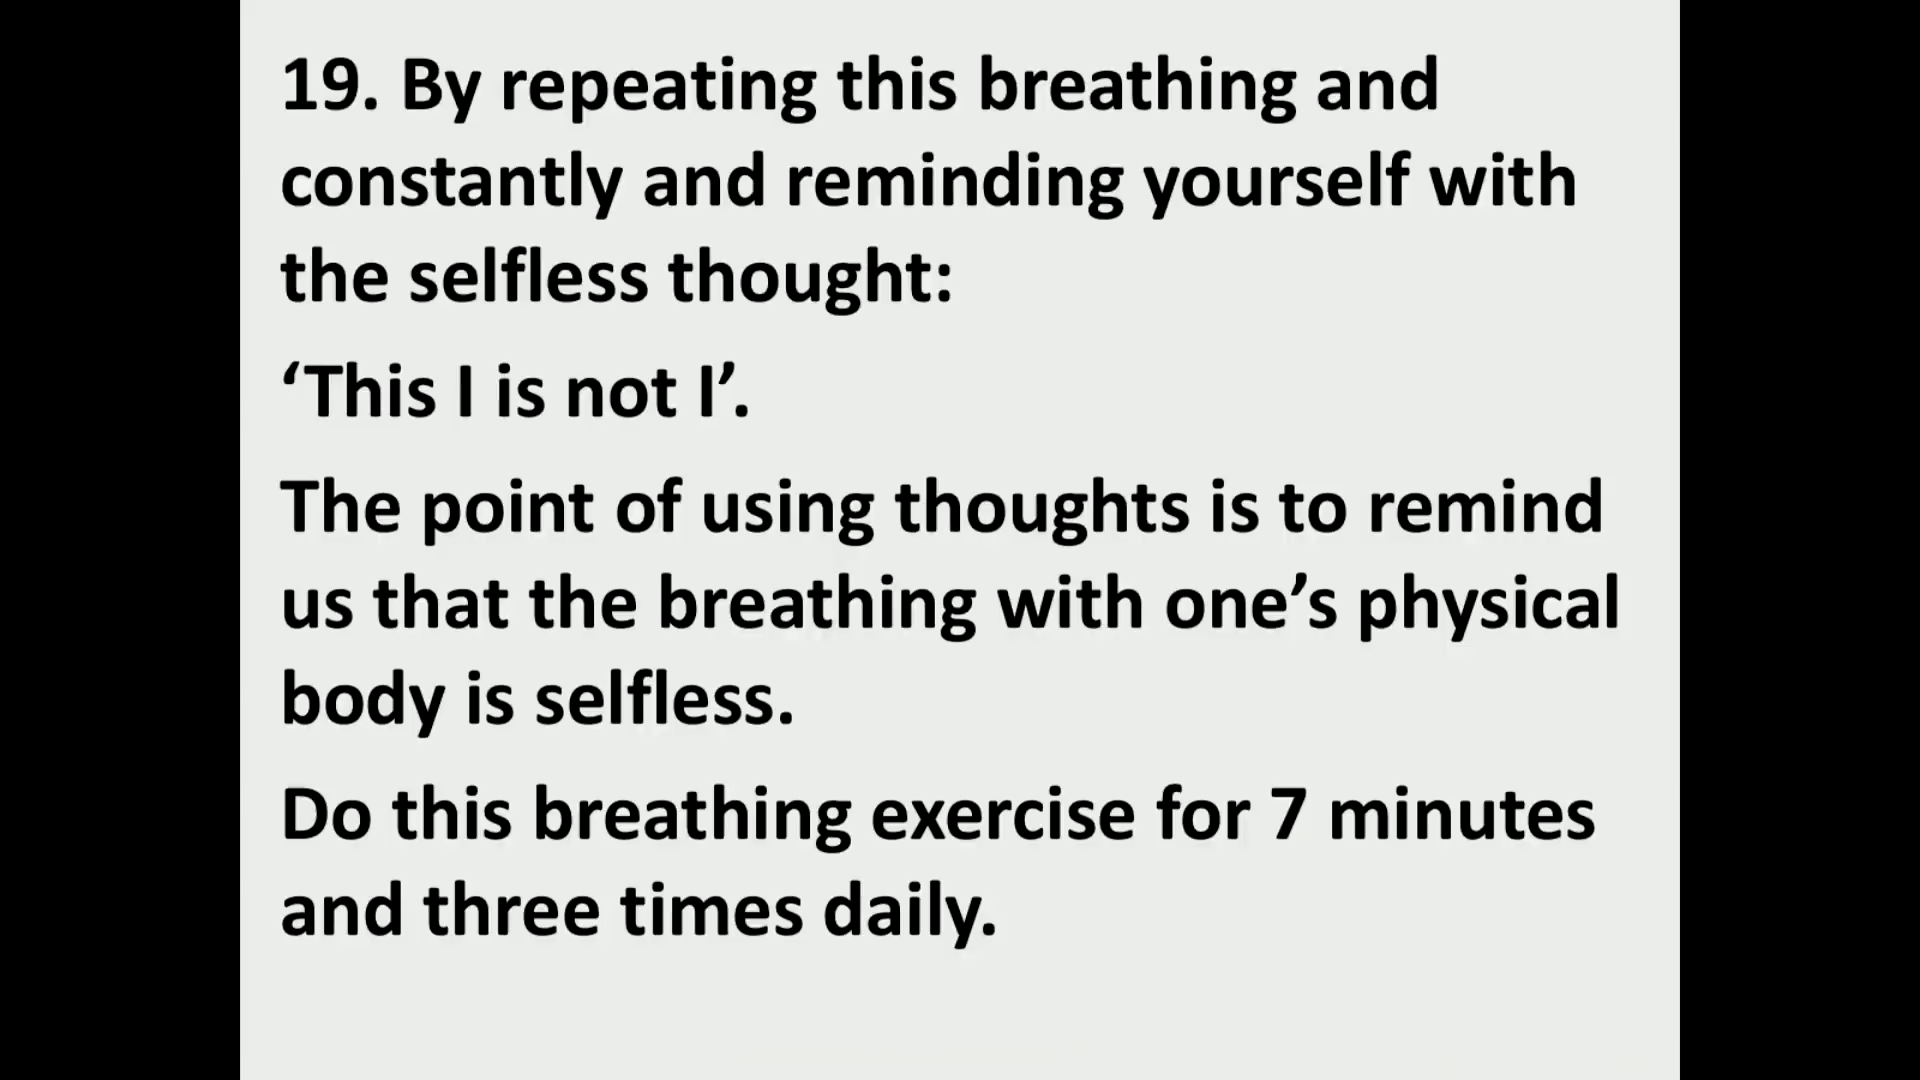 19. By repeating this breathing and
constantly and reminding yourself with
the selfless thought:
‘This I is not I’.
The point of using thoughts is to remind
us that the breathing with one’s physical
body is selfless.
Do this breathing exercise for 7 minutes
and three times daily.